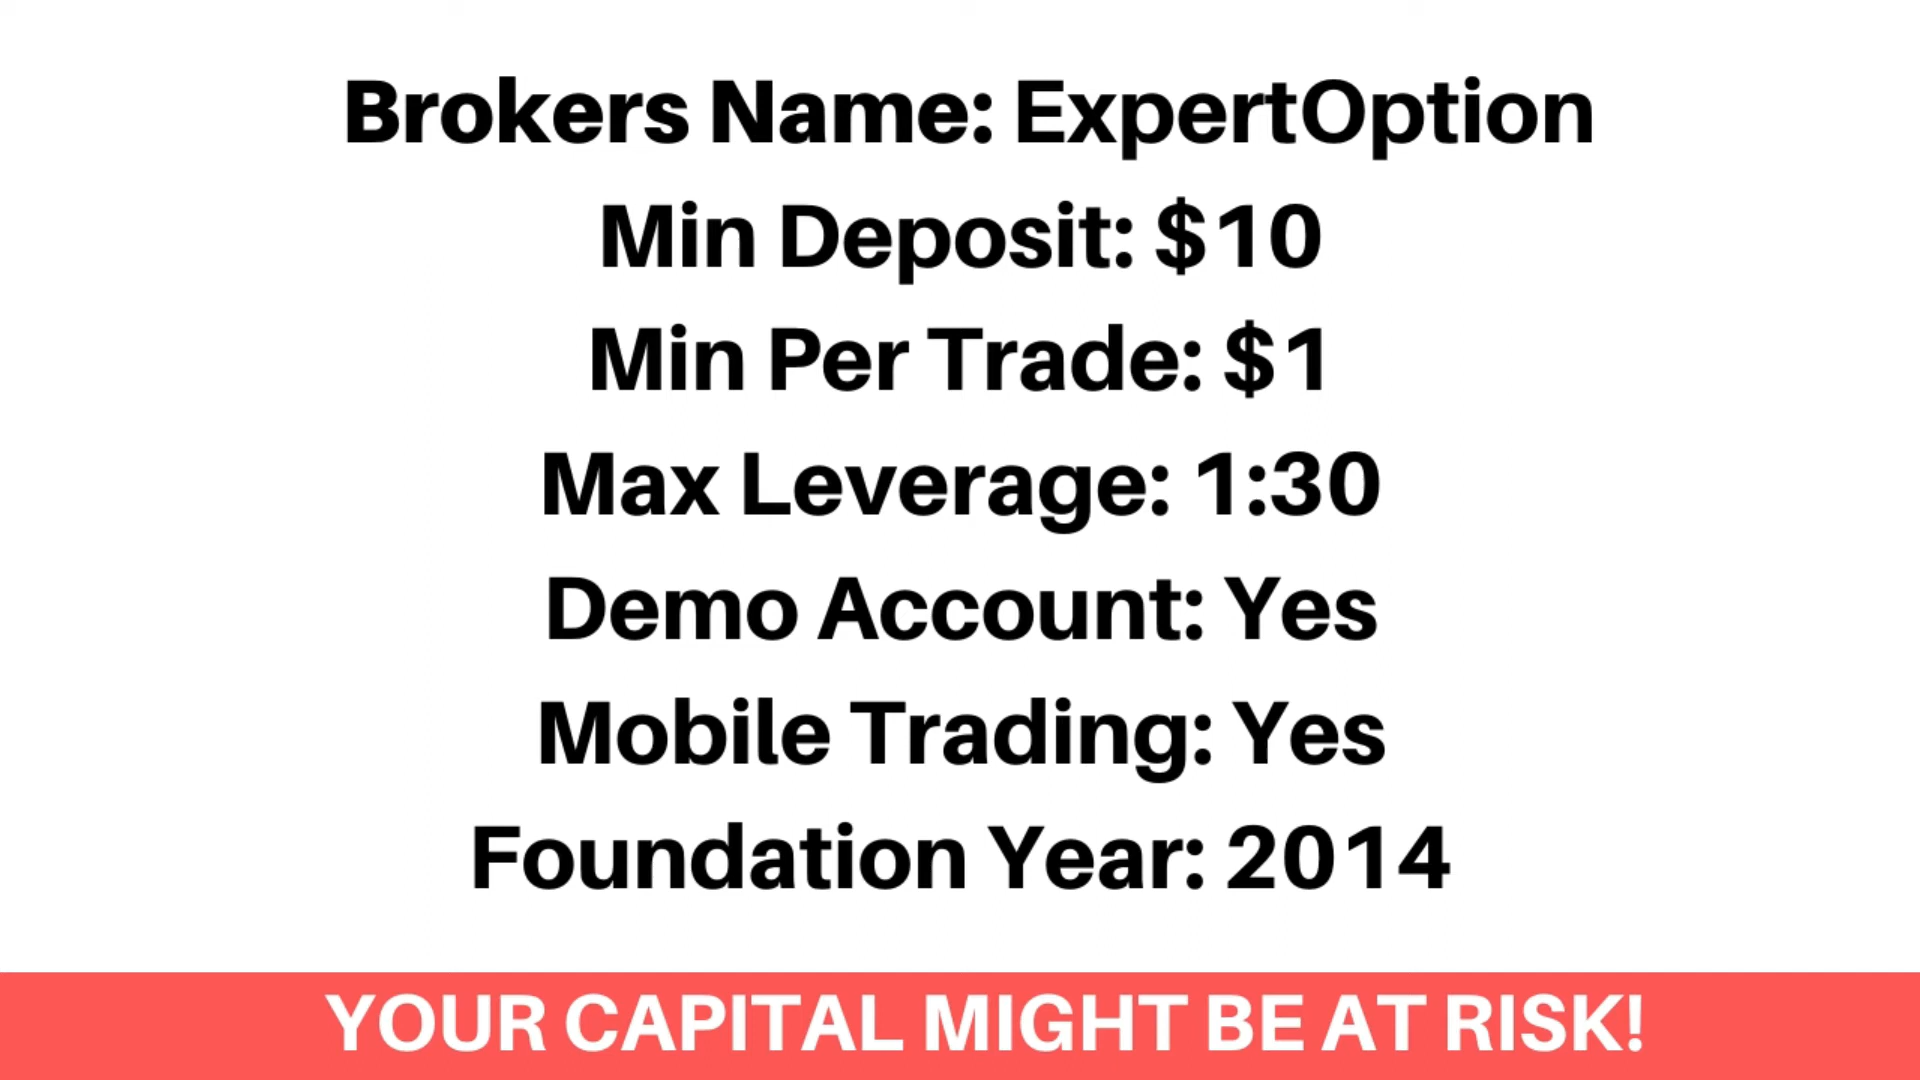 Brokers Name: ExpertOption
Min Deposit: $10
Min Per Trade: $1
Max Leverage: 1:30
Demo Account: Yes
Mobile Trading: Yes
Foundation Year: 2014
YOUR CAPITAL MIGHT BE AT RISK!